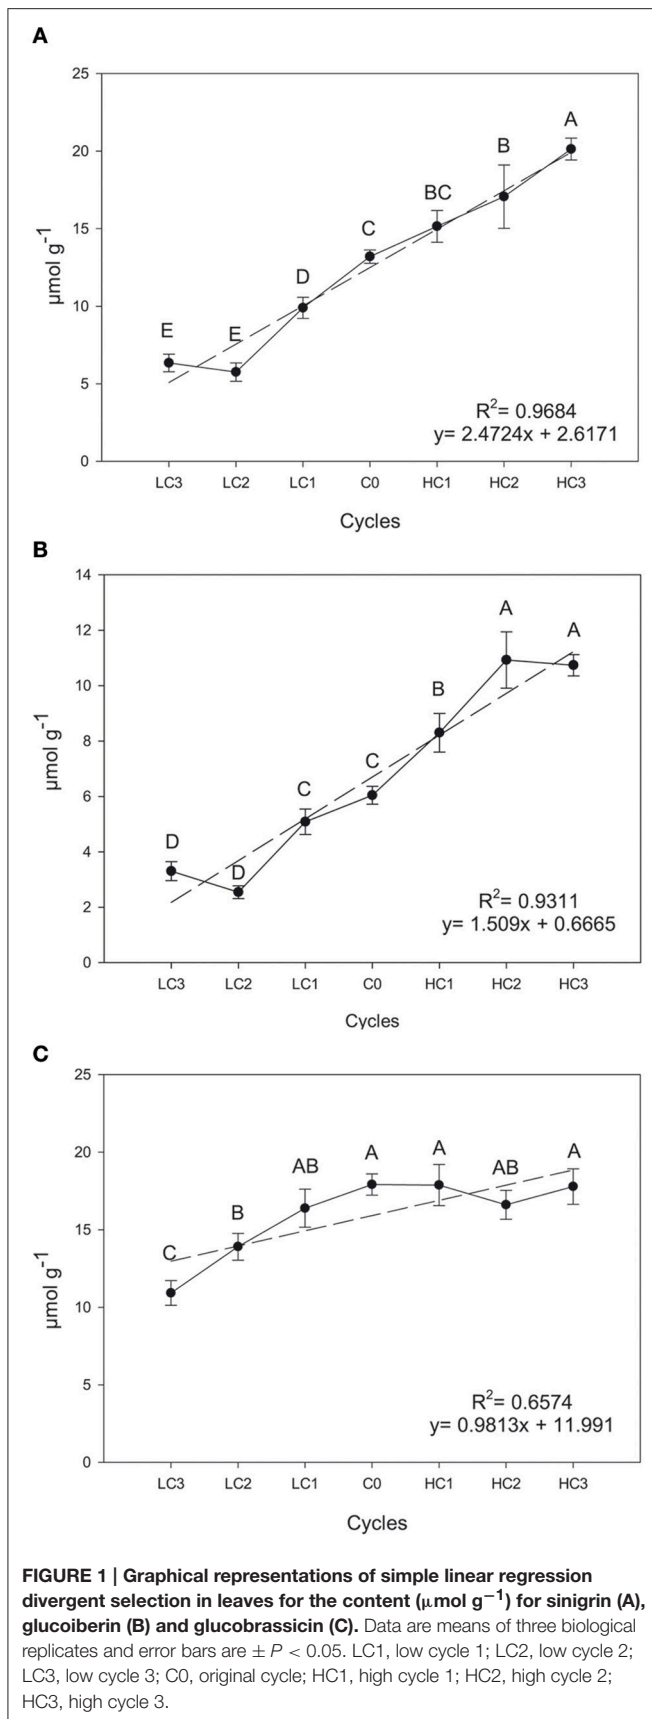 A
25
20
15
10
5
0
μmol g⁻¹
E
E
D
C
BC
B
A
R²= 0.9684
y= 2.4724x + 2.6171
LC3 LC2 LC1 C0 HC1 HC2 HC3
Cycles
B
14
12
10
8
6
4
2
0
μmol g⁻¹
D
D
C
C
B
A
A
R²= 0.9311
y= 1.509x + 0.6665
LC3 LC2 LC1 C0 HC1 HC2 HC3
Cycles
C
25
20
15
10
5
0
μmol g⁻¹
C
B
AB
A
A
AB
A
R²= 0.6574
y= 0.9813x + 11.991
LC3 LC2 LC1 C0 HC1 HC2 HC3
Cycles
FIGURE 1 | Graphical representations of simple linear regression
divergent selection in leaves for the content (μmol g⁻¹) for sinigrin (A),
glucoiberin (B) and glucobrassicin (C). Data are means of three biological
replicates and error bars are ± P < 0.05. LC1, low cycle 1; LC2, low cycle 2;
LC3, low cycle 3; C0, original cycle; HC1, high cycle 1; HC2, high cycle 2;
HC3, high cycle 3.